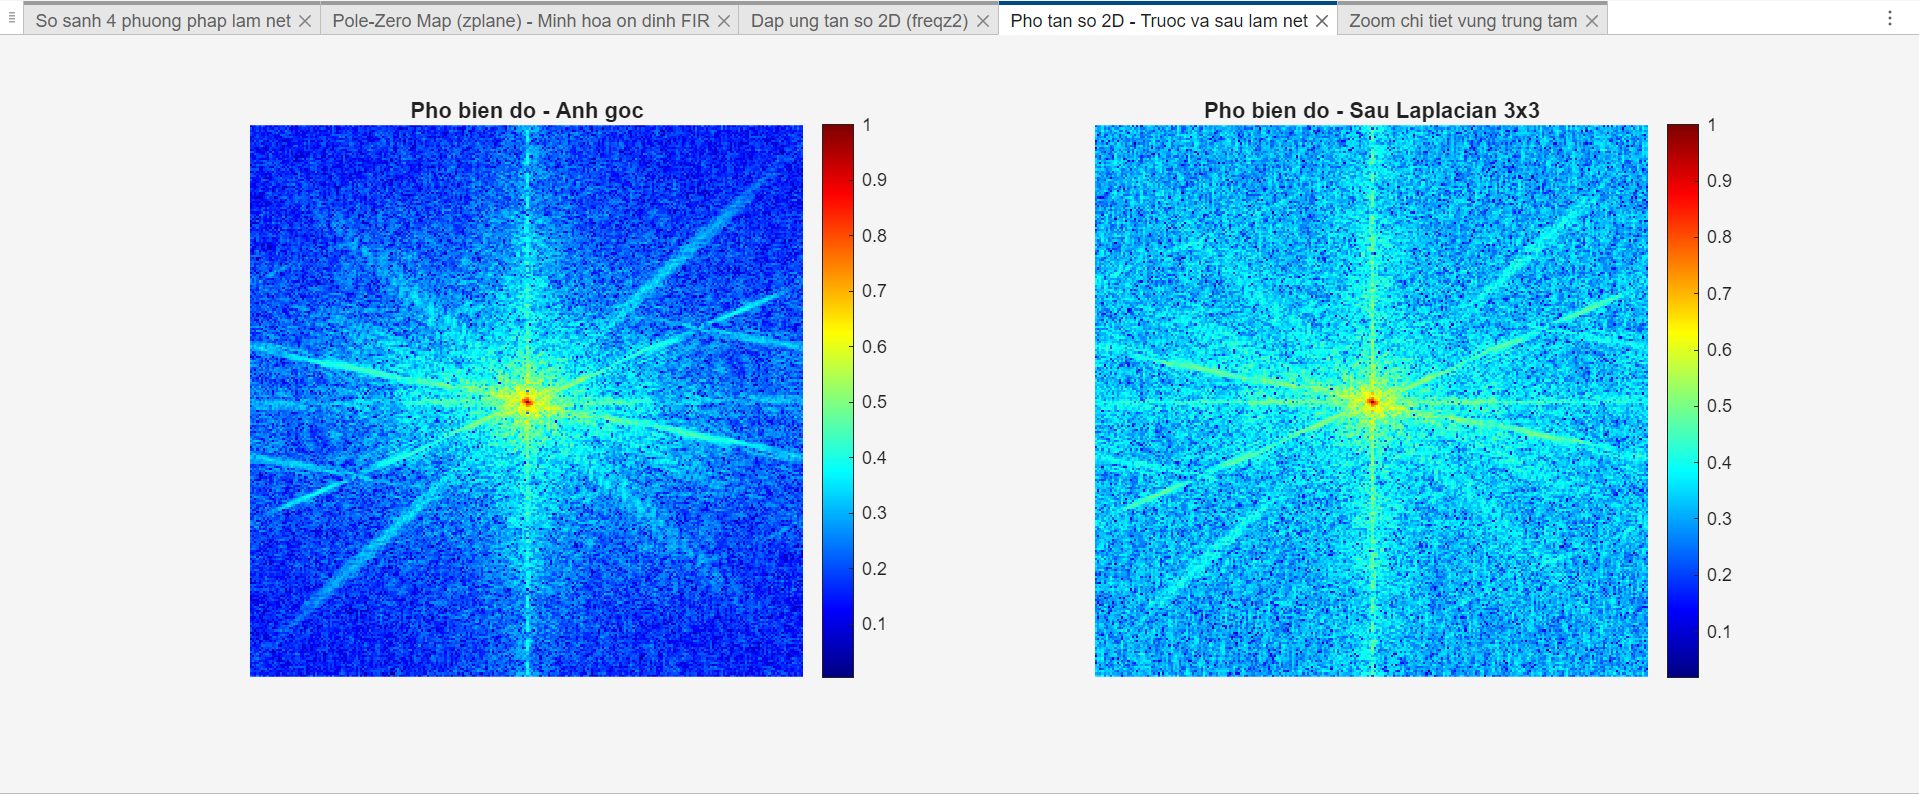 So sanh 4 phuong phap lam net
Pole-Zero Map (zplane) - Minh hoa on dinh FIR
Dap ung tan so 2D (freqz2)
Pho tan so 2D - Truoc va sau lam net
Zoom chi tiet vung trung tam
Pho bien do - Anh goc
1
0.9
0.8
0.7
0.6
0.5
0.4
0.3
0.2
0.1
Pho bien do - Sau Laplacian 3x3
1
0.9
0.8
0.7
0.6
0.5
0.4
0.3
0.2
0.1